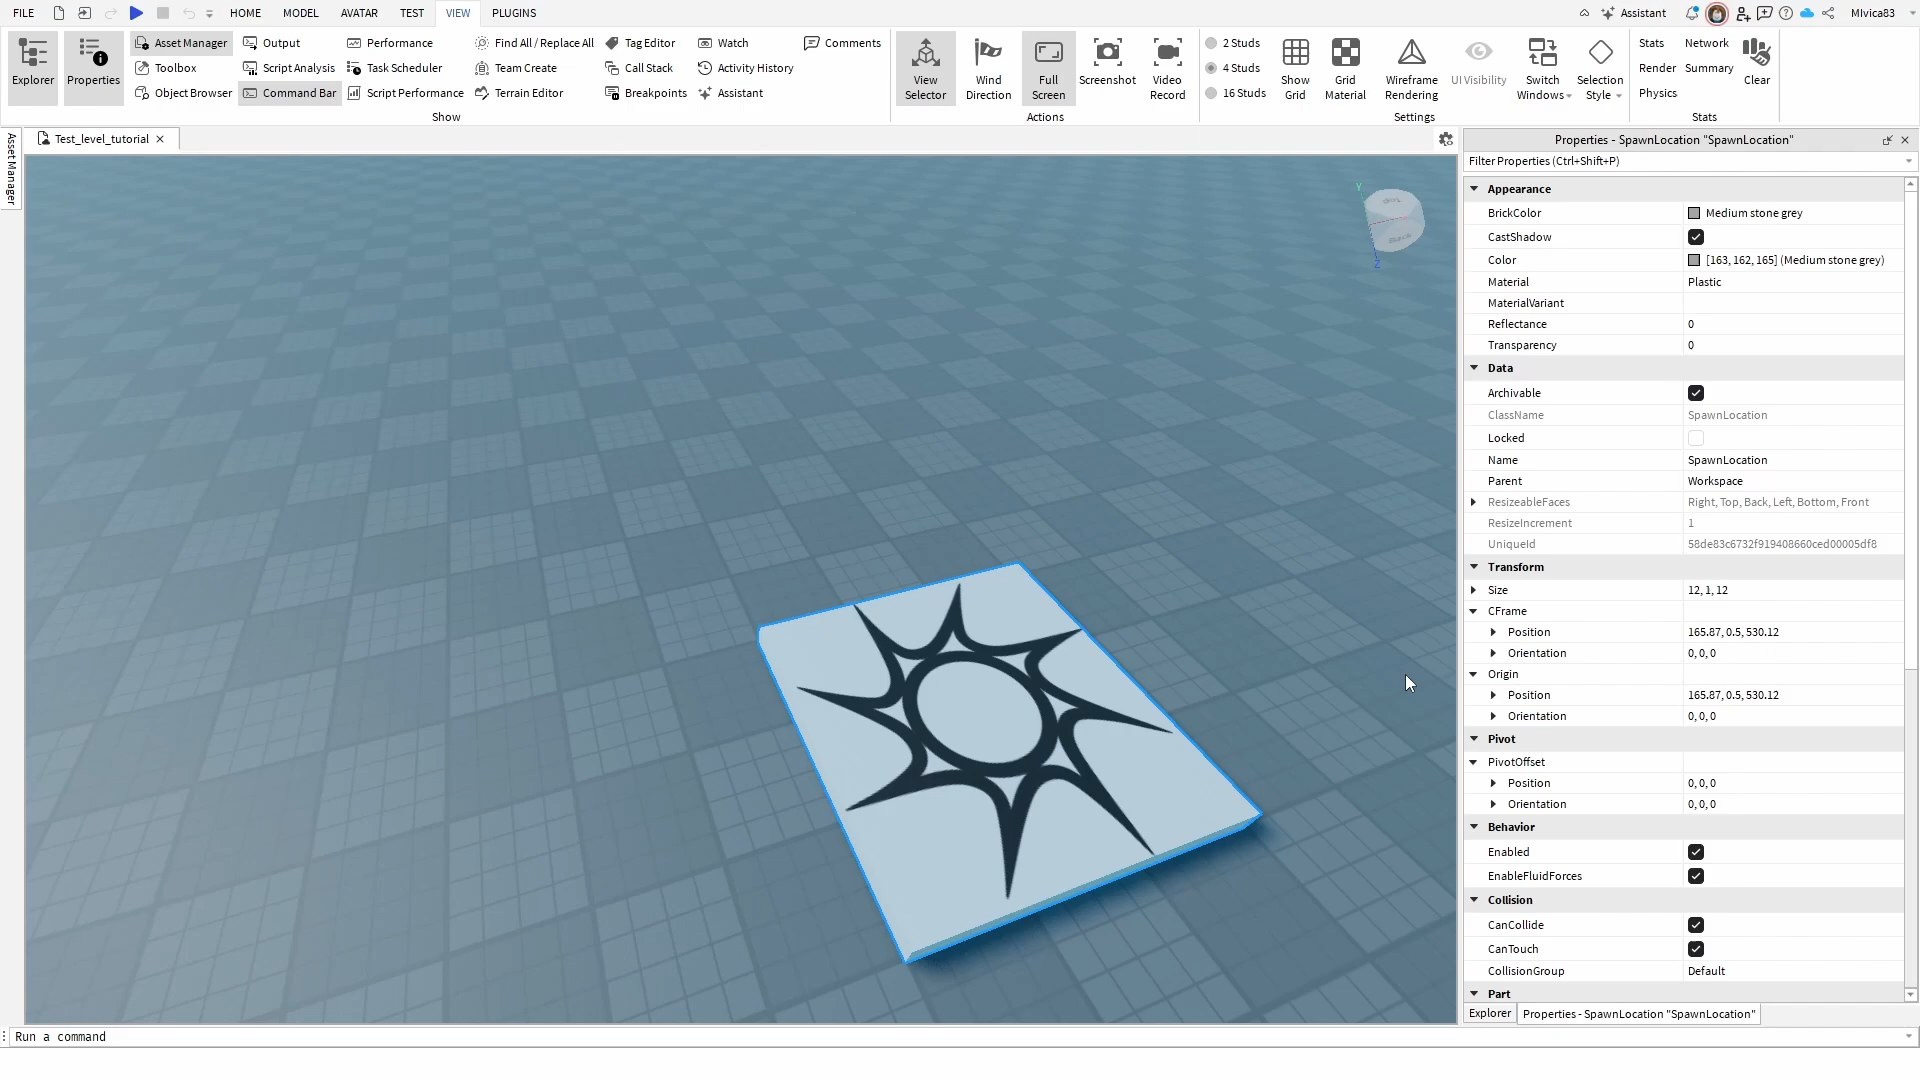 FILE HOME MODEL AVATAR TEST VIEW PLUGINS Assistant MIvica83
Explorer
Properties
Asset Manager
Toolbox
Object Browser
Output
Script Analysis
Command Bar
Performance
Task Scheduler
Script Performance
Find All / Replace All
Team Create
Terrain Editor
Tag Editor
Call Stack
Breakpoints
Watch
Activity History
Assistant
Comments
Show
View Selector
Wind Direction
Full Screen
Screenshot
Video Record
Actions
2 Studs
4 Studs
16 Studs
Show Grid
Grid Material
Wireframe Rendering
UI Visibility
Switch Windows
Selection Style
Settings
Stats
Render
Physics
Network
Summary
Clear
Stats
Asset Manager
Test_level_tutorial
Y
Z
Properties - SpawnLocation "SpawnLocation"
Filter Properties (Ctrl+Shift+P)
Appearance
BrickColor Medium stone grey
CastShadow
Color [163, 162, 165] (Medium stone grey)
Material Plastic
MaterialVariant
Reflectance 0
Transparency 0
Data
Archivable
ClassName SpawnLocation
Locked
Name SpawnLocation
Parent Workspace
ResizeableFaces Right, Top, Back, Left, Bottom, Front
ResizeIncrement 1
UniqueId 58de83c6732f919408660ced00005df8
Transform
Size 12, 1, 12
CFrame
Position 165.87, 0.5, 530.12
Orientation 0, 0, 0
Origin
Position 165.87, 0.5, 530.12
Orientation 0, 0, 0
Pivot
PivotOffset
Position 0, 0, 0
Orientation 0, 0, 0
Behavior
Enabled
EnableFluidForces
Collision
CanCollide
CanTouch
CollisionGroup Default
Part
Explorer Properties - SpawnLocation "SpawnLocation"
Run a command